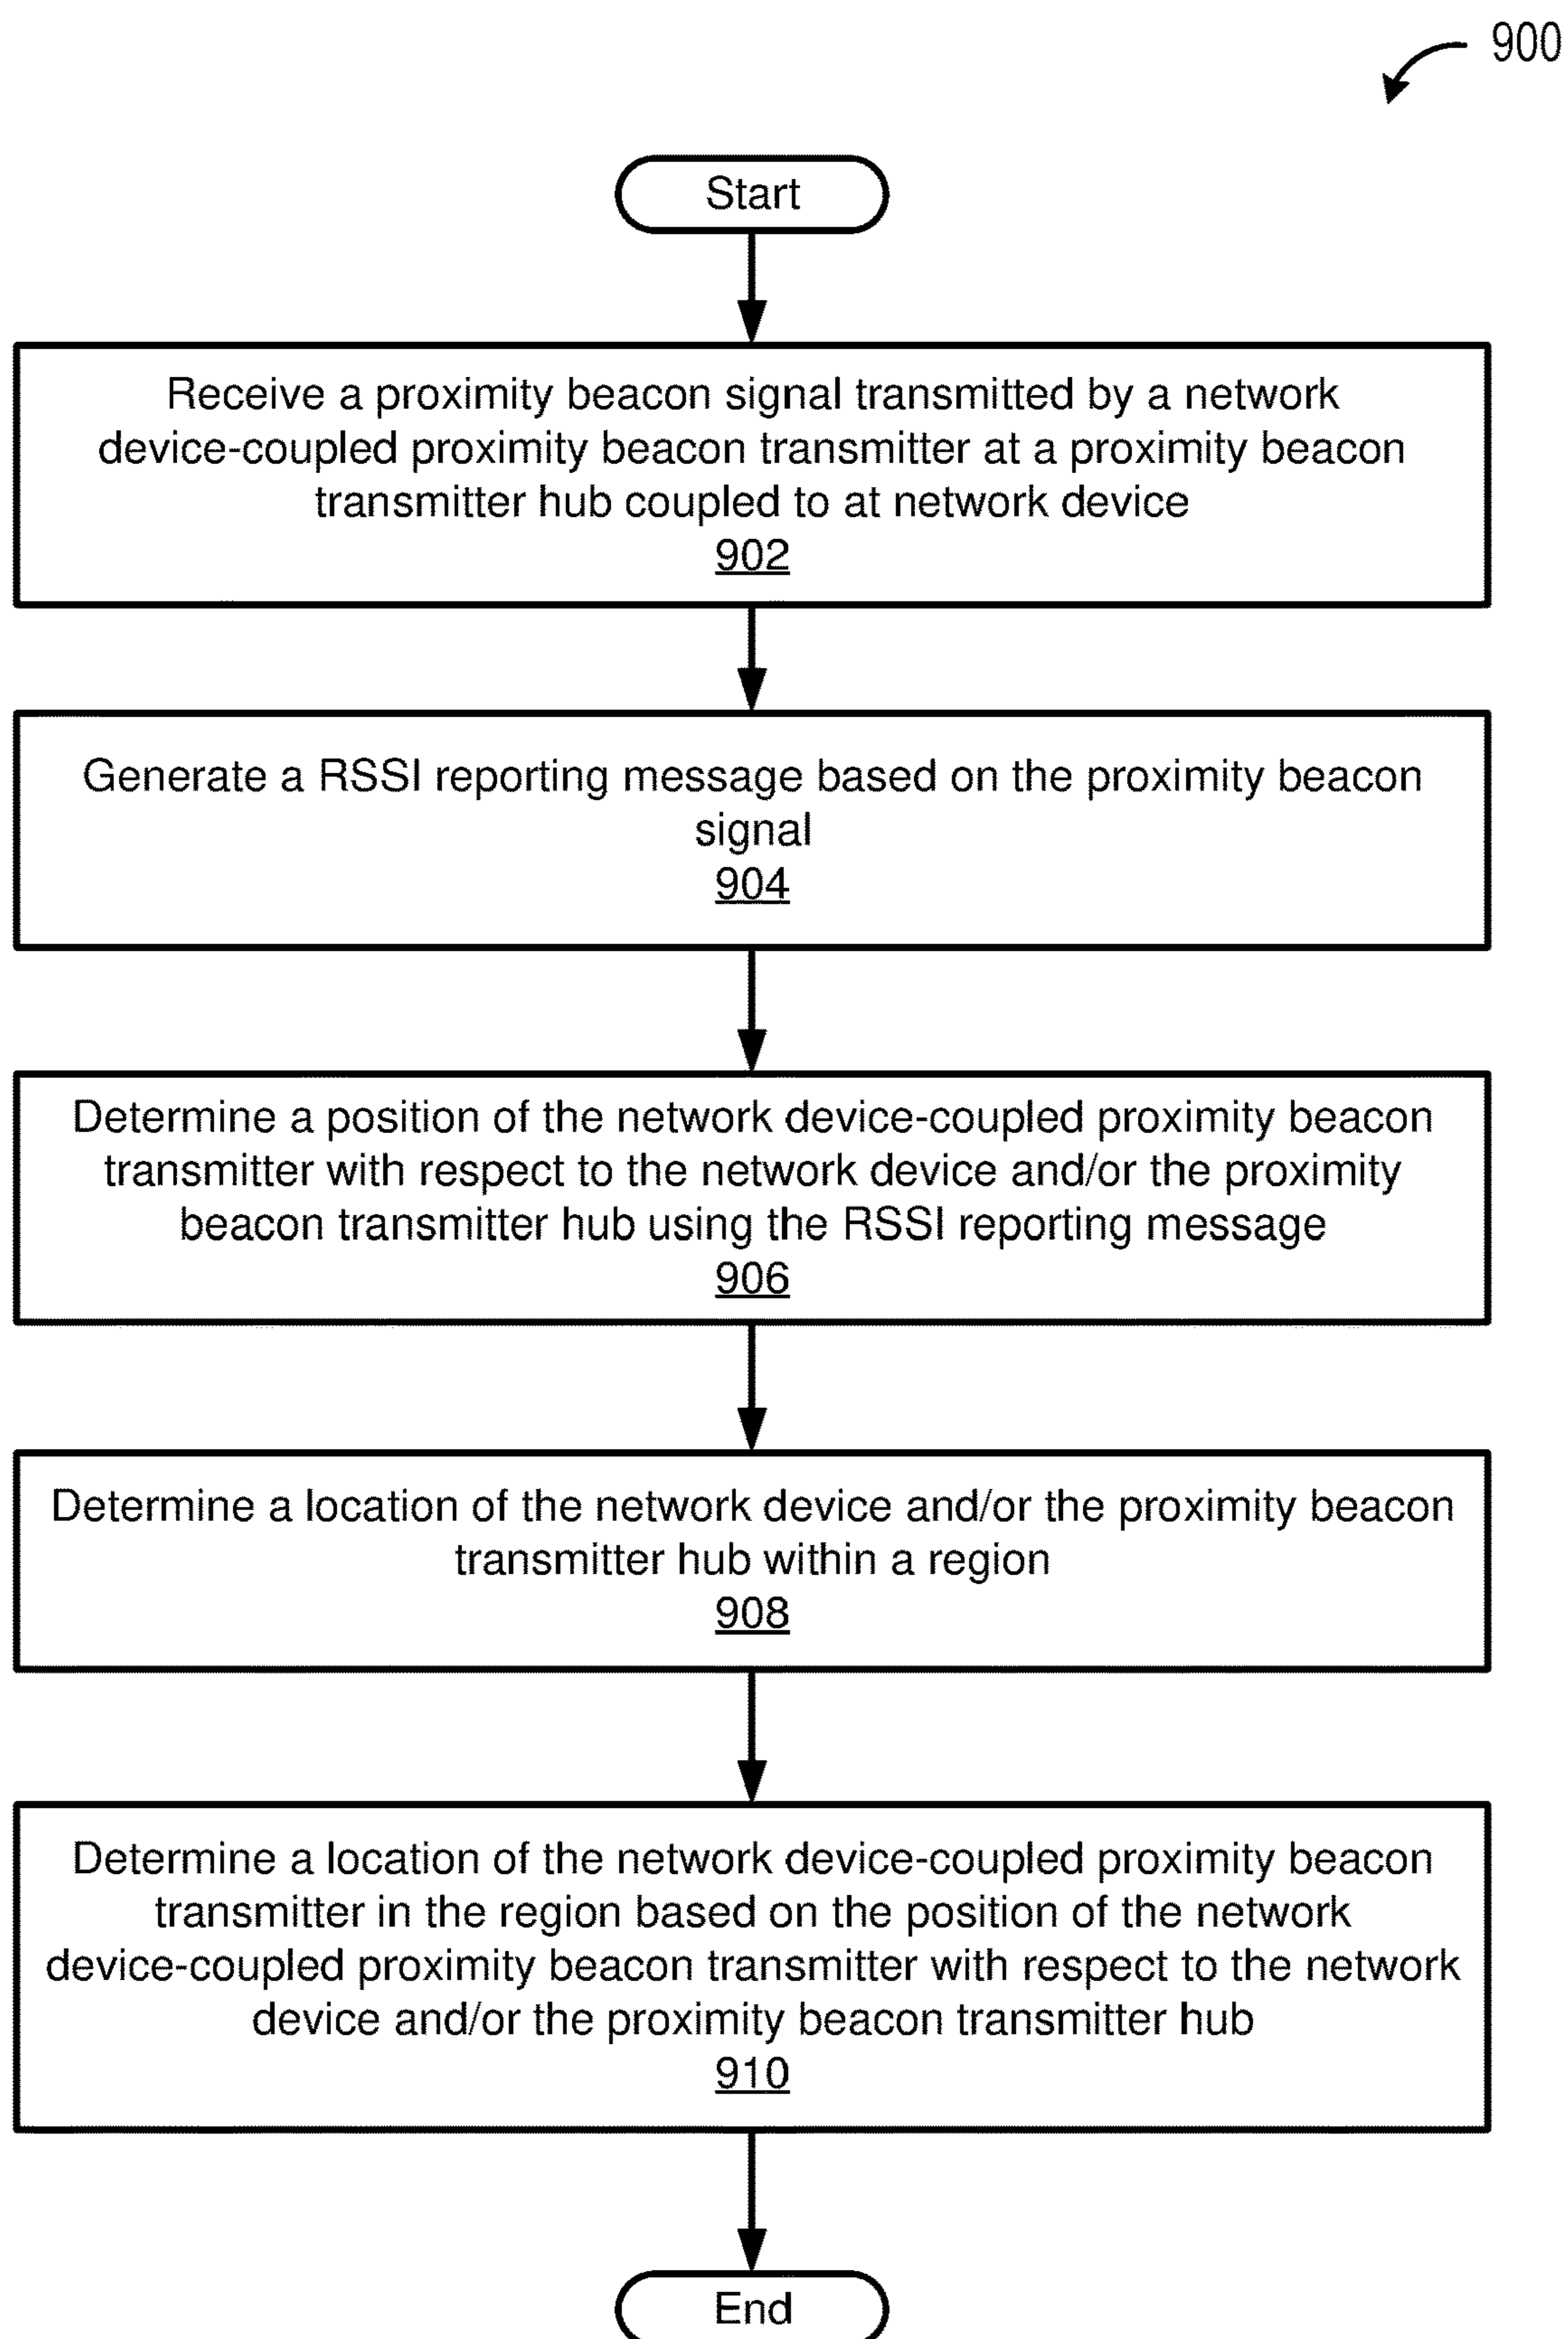 900
Start
Receive a proximity beacon signal transmitted by a network
device-coupled proximity beacon transmitter at a proximity beacon
transmitter hub coupled to at network device
902
Generate a RSSI reporting message based on the proximity beacon
signal
904
Determine a position of the network device-coupled proximity beacon
transmitter with respect to the network device and/or the proximity
beacon transmitter hub using the RSSI reporting message
906
Determine a location of the network device and/or the proximity beacon
transmitter hub within a region
908
Determine a location of the network device-coupled proximity beacon
transmitter in the region based on the position of the network
device-coupled proximity beacon transmitter with respect to the network
device and/or the proximity beacon transmitter hub
910
End